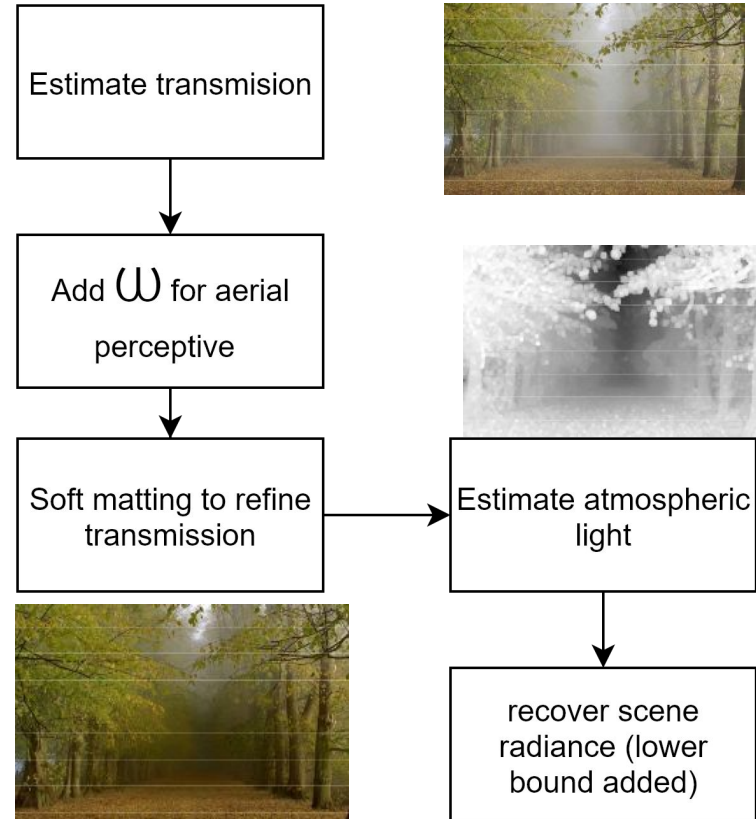 Estimate transmision
Add ω for aerial
perceptive
Soft matting to refine
transmission
Estimate atmospheric
light
recover scene
radiance (lower
bound added)